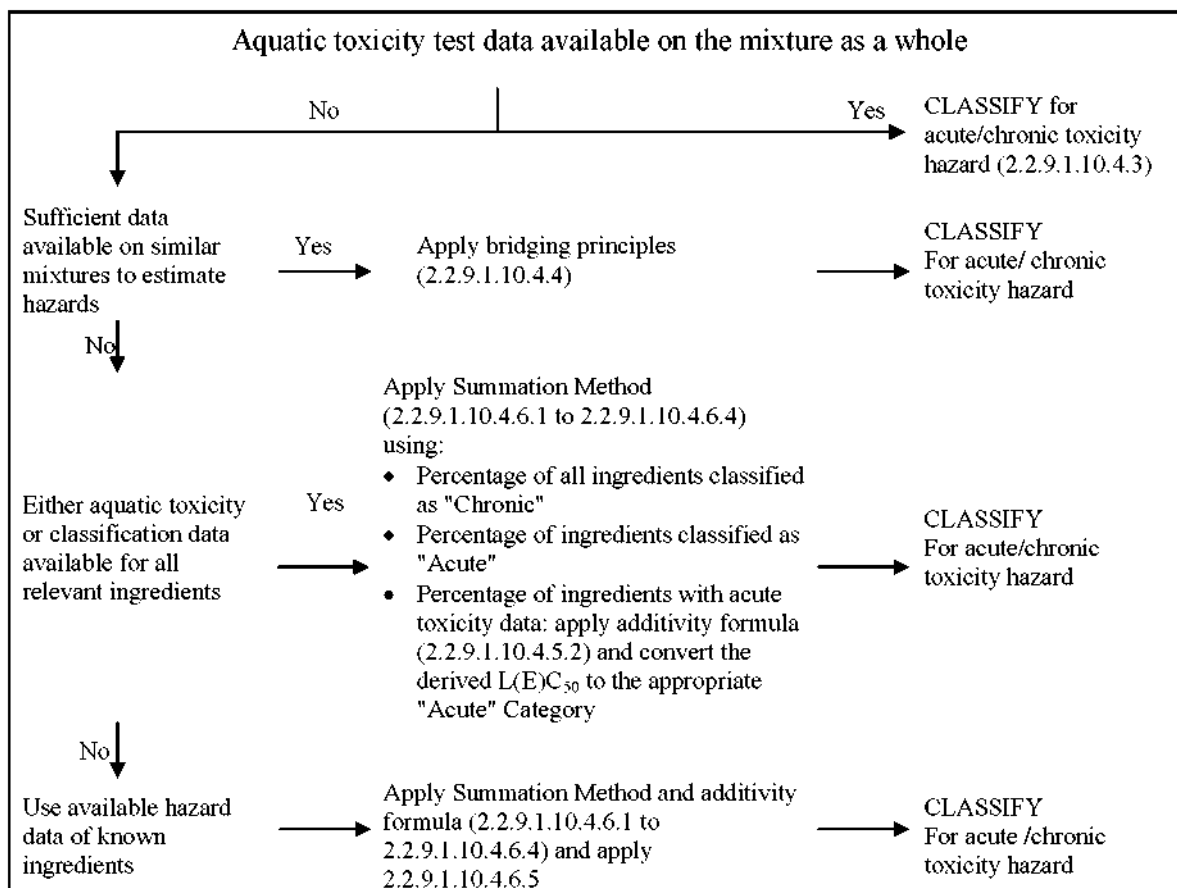 Aquatic toxicity test data available on the mixture as a whole
No
Yes
CLASSIFY for
acute/chronic toxicity
hazard (2.2.9.1.10.4.3)
Sufficient data
available on similar
mixtures to estimate
hazards
Yes
Apply bridging principles
(2.2.9.1.10.4.4)
CLASSIFY
For acute/ chronic
toxicity hazard
No
Either aquatic toxicity
or classification data
available for all
relevant ingredients
Yes
Apply Summation Method
(2.2.9.1.10.4.6.1 to 2.2.9.1.10.4.6.4)
using:
◆ Percentage of all ingredients classified
as "Chronic"
◆ Percentage of ingredients classified as
"Acute"
● Percentage of ingredients with acute
toxicity data: apply additivity formula
(2.2.9.1.10.4.5.2) and convert the
derived L(E)C₅₀ to the appropriate
"Acute" Category
CLASSIFY
For acute/chronic
toxicity hazard
No
Use available hazard
data of known
ingredients
Apply Summation Method and additivity
formula (2.2.9.1.10.4.6.1 to
2.2.9.1.10.4.6.4) and apply
2.2.9.1.10.4.6.5
CLASSIFY
For acute /chronic
toxicity hazard